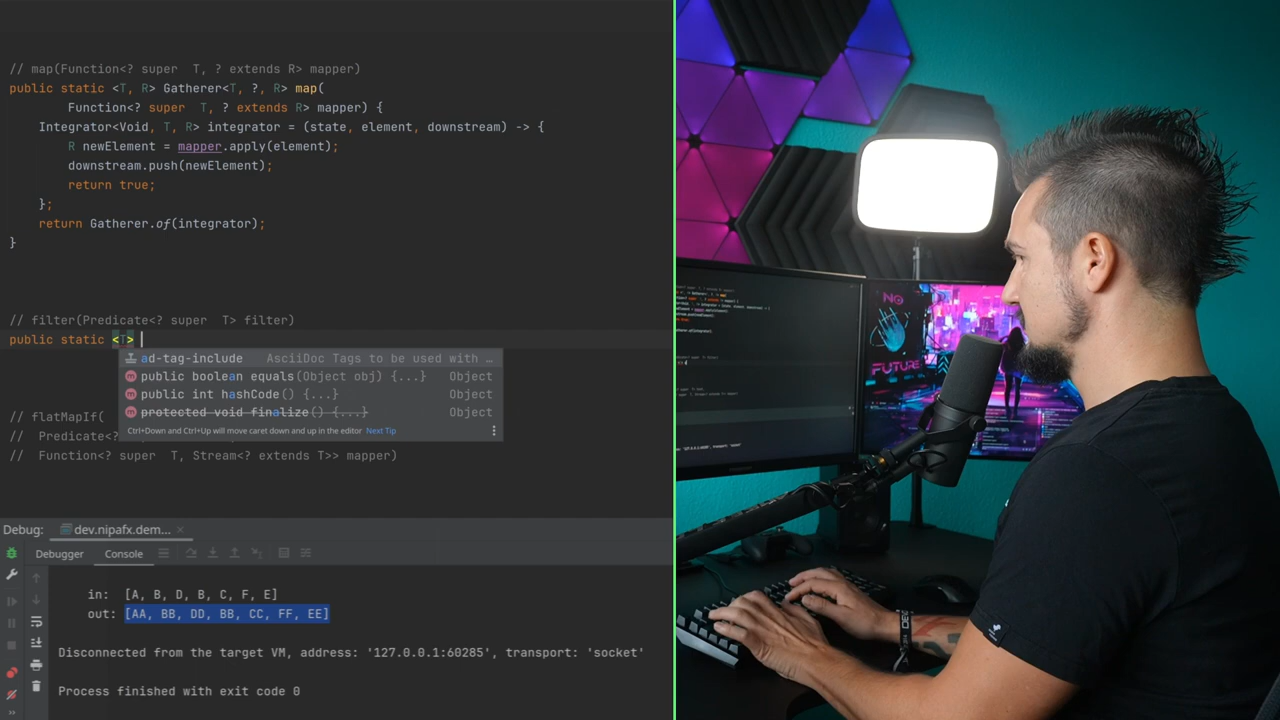 // map(Function<? super  T, ? extends R> mapper)
public static <T, R> Gatherer<T, ?, R> map(
        Function<? super  T, ? extends R> mapper) {
    Integrator<Void, T, R> integrator = (state, element, downstream) -> {
        R newElement = mapper.apply(element);
        downstream.push(newElement);
        return true;
    };
    return Gatherer.of(integrator);
}
// filter(Predicate<? super  T> filter)
public static <T>
ad-tag-include AsciiDoc Tags to be used with …
public boolean equals(Object obj) {...} Object
public int hashCode() {...} Object
protected void finalize() {...} Object
Ctrl+Down and Ctrl+Up will move caret down and up in the editor Next Tip
// flatMapIf(
//  Predicate<?
//  Function<? super  T, Stream<? extends T>> mapper)
Debug: dev.nipafx.dem... ×
Debugger Console
in:  [A, B, D, B, C, F, E]
out: [AA, BB, DD, BB, CC, FF, EE]
Disconnected from the target VM, address: '127.0.0.1:60285', transport: 'socket'
Process finished with exit code 0
NO
FUTURE